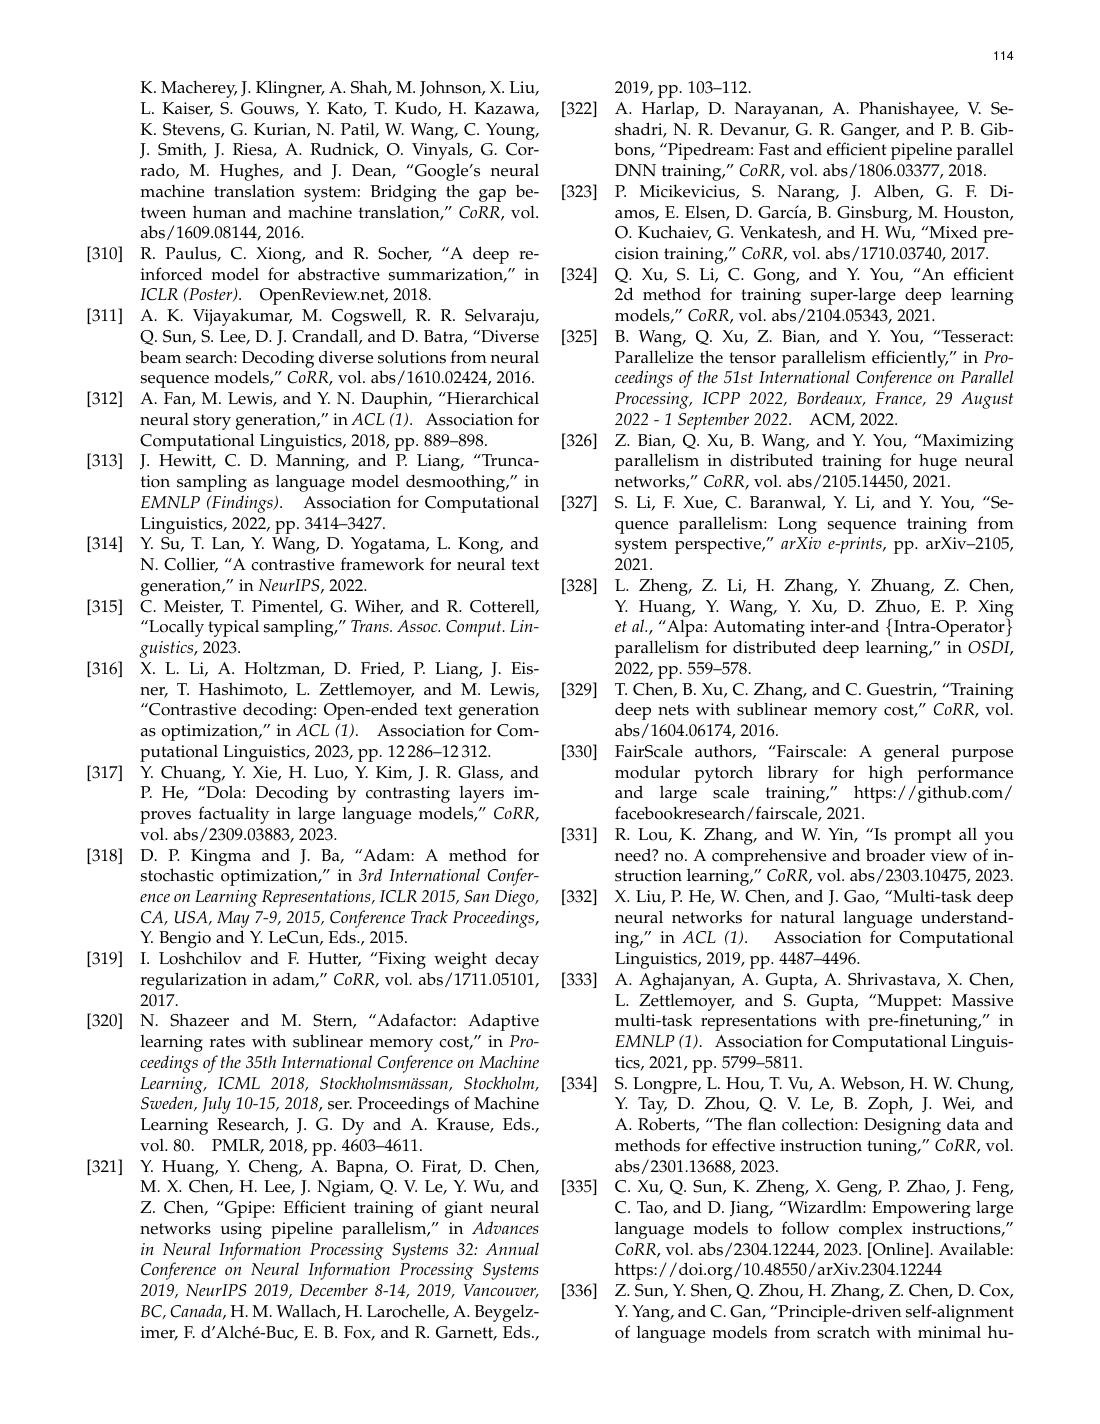 114
K. Macherey, J. Klingner, A. Shah, M. Johnson, X. Liu,
L. Kaiser, S. Gouws, Y. Kato, T. Kudo, H. Kazawa,
K. Stevens, G. Kurian, N. Patil, W. Wang, C. Young,
J. Smith, J. Riesa, A. Rudnick, O. Vinyals, G. Cor-
rado, M. Hughes, and J. Dean, “Google’s neural
machine translation system: Bridging the gap be-
tween human and machine translation,” CoRR, vol.
abs/1609.08144, 2016.
[310] R. Paulus, C. Xiong, and R. Socher, “A deep re-
inforced model for abstractive summarization,” in
ICLR (Poster). OpenReview.net, 2018.
[311] A. K. Vijayakumar, M. Cogswell, R. R. Selvaraju,
Q. Sun, S. Lee, D. J. Crandall, and D. Batra, “Diverse
beam search: Decoding diverse solutions from neural
sequence models,” CoRR, vol. abs/1610.02424, 2016.
[312] A. Fan, M. Lewis, and Y. N. Dauphin, “Hierarchical
neural story generation,” in ACL (1). Association for
Computational Linguistics, 2018, pp. 889–898.
[313] J. Hewitt, C. D. Manning, and P. Liang, “Trunca-
tion sampling as language model desmoothing,” in
EMNLP (Findings). Association for Computational
Linguistics, 2022, pp. 3414–3427.
[314] Y. Su, T. Lan, Y. Wang, D. Yogatama, L. Kong, and
N. Collier, “A contrastive framework for neural text
generation,” in NeurIPS, 2022.
[315] C. Meister, T. Pimentel, G. Wiher, and R. Cotterell,
“Locally typical sampling,” Trans. Assoc. Comput. Lin-
guistics, 2023.
[316] X. L. Li, A. Holtzman, D. Fried, P. Liang, J. Eis-
ner, T. Hashimoto, L. Zettlemoyer, and M. Lewis,
“Contrastive decoding: Open-ended text generation
as optimization,” in ACL (1). Association for Com-
putational Linguistics, 2023, pp. 12 286–12 312.
[317] Y. Chuang, Y. Xie, H. Luo, Y. Kim, J. R. Glass, and
P. He, “Dola: Decoding by contrasting layers im-
proves factuality in large language models,” CoRR,
vol. abs/2309.03883, 2023.
[318] D. P. Kingma and J. Ba, “Adam: A method for
stochastic optimization,” in 3rd International Confer-
ence on Learning Representations, ICLR 2015, San Diego,
CA, USA, May 7-9, 2015, Conference Track Proceedings,
Y. Bengio and Y. LeCun, Eds., 2015.
[319] I. Loshchilov and F. Hutter, “Fixing weight decay
regularization in adam,” CoRR, vol. abs/1711.05101,
2017.
[320] N. Shazeer and M. Stern, “Adafactor: Adaptive
learning rates with sublinear memory cost,” in Pro-
ceedings of the 35th International Conference on Machine
Learning, ICML 2018, Stockholmsmässan, Stockholm,
Sweden, July 10-15, 2018, ser. Proceedings of Machine
Learning Research, J. G. Dy and A. Krause, Eds.,
vol. 80. PMLR, 2018, pp. 4603–4611.
[321] Y. Huang, Y. Cheng, A. Bapna, O. Firat, D. Chen,
M. X. Chen, H. Lee, J. Ngiam, Q. V. Le, Y. Wu, and
Z. Chen, “Gpipe: Efficient training of giant neural
networks using pipeline parallelism,” in Advances
in Neural Information Processing Systems 32: Annual
Conference on Neural Information Processing Systems
2019, NeurIPS 2019, December 8-14, 2019, Vancouver,
BC, Canada, H. M. Wallach, H. Larochelle, A. Beygelz-
imer, F. d’Alché-Buc, E. B. Fox, and R. Garnett, Eds.,
2019, pp. 103–112.
[322] A. Harlap, D. Narayanan, A. Phanishayee, V. Se-
shadri, N. R. Devanur, G. R. Ganger, and P. B. Gib-
bons, “Pipedream: Fast and efficient pipeline parallel
DNN training,” CoRR, vol. abs/1806.03377, 2018.
[323] P. Micikevicius, S. Narang, J. Alben, G. F. Di-
amos, E. Elsen, D. García, B. Ginsburg, M. Houston,
O. Kuchaiev, G. Venkatesh, and H. Wu, “Mixed pre-
cision training,” CoRR, vol. abs/1710.03740, 2017.
[324] Q. Xu, S. Li, C. Gong, and Y. You, “An efficient
2d method for training super-large deep learning
models,” CoRR, vol. abs/2104.05343, 2021.
[325] B. Wang, Q. Xu, Z. Bian, and Y. You, “Tesseract:
Parallelize the tensor parallelism efficiently,” in Pro-
ceedings of the 51st International Conference on Parallel
Processing, ICPP 2022, Bordeaux, France, 29 August
2022 - 1 September 2022. ACM, 2022.
[326] Z. Bian, Q. Xu, B. Wang, and Y. You, “Maximizing
parallelism in distributed training for huge neural
networks,” CoRR, vol. abs/2105.14450, 2021.
[327] S. Li, F. Xue, C. Baranwal, Y. Li, and Y. You, “Se-
quence parallelism: Long sequence training from
system perspective,” arXiv e-prints, pp. arXiv–2105,
2021.
[328] L. Zheng, Z. Li, H. Zhang, Y. Zhuang, Z. Chen,
Y. Huang, Y. Wang, Y. Xu, D. Zhuo, E. P. Xing
et al., “Alpa: Automating inter-and {Intra-Operator}
parallelism for distributed deep learning,” in OSDI,
2022, pp. 559–578.
[329] T. Chen, B. Xu, C. Zhang, and C. Guestrin, “Training
deep nets with sublinear memory cost,” CoRR, vol.
abs/1604.06174, 2016.
[330] FairScale authors, “Fairscale: A general purpose
modular pytorch library for high performance
and large scale training,” https://github.com/
facebookresearch/fairscale, 2021.
[331] R. Lou, K. Zhang, and W. Yin, “Is prompt all you
need? no. A comprehensive and broader view of in-
struction learning,” CoRR, vol. abs/2303.10475, 2023.
[332] X. Liu, P. He, W. Chen, and J. Gao, “Multi-task deep
neural networks for natural language understand-
ing,” in ACL (1). Association for Computational
Linguistics, 2019, pp. 4487–4496.
[333] A. Aghajanyan, A. Gupta, A. Shrivastava, X. Chen,
L. Zettlemoyer, and S. Gupta, “Muppet: Massive
multi-task representations with pre-finetuning,” in
EMNLP (1). Association for Computational Linguis-
tics, 2021, pp. 5799–5811.
[334] S. Longpre, L. Hou, T. Vu, A. Webson, H. W. Chung,
Y. Tay, D. Zhou, Q. V. Le, B. Zoph, J. Wei, and
A. Roberts, “The flan collection: Designing data and
methods for effective instruction tuning,” CoRR, vol.
abs/2301.13688, 2023.
[335] C. Xu, Q. Sun, K. Zheng, X. Geng, P. Zhao, J. Feng,
C. Tao, and D. Jiang, “Wizardlm: Empowering large
language models to follow complex instructions,”
CoRR, vol. abs/2304.12244, 2023. [Online]. Available:
https://doi.org/10.48550/arXiv.2304.12244
[336] Z. Sun, Y. Shen, Q. Zhou, H. Zhang, Z. Chen, D. Cox,
Y. Yang, and C. Gan, “Principle-driven self-alignment
of language models from scratch with minimal hu-